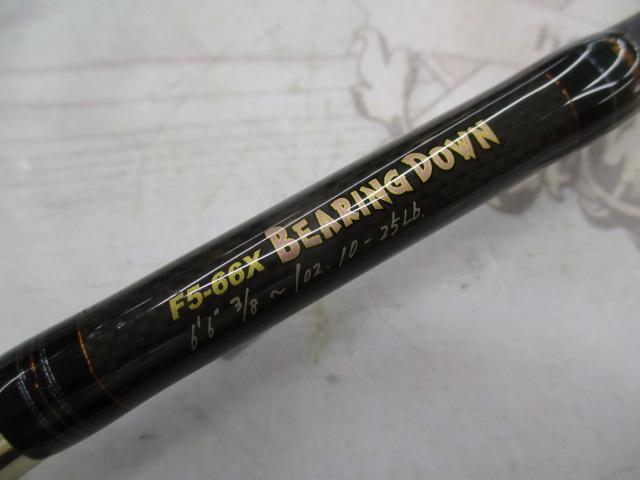 F5-66X BEARING DOWN
6'6" 3/8 ~ 1oz. 10-25Lb.